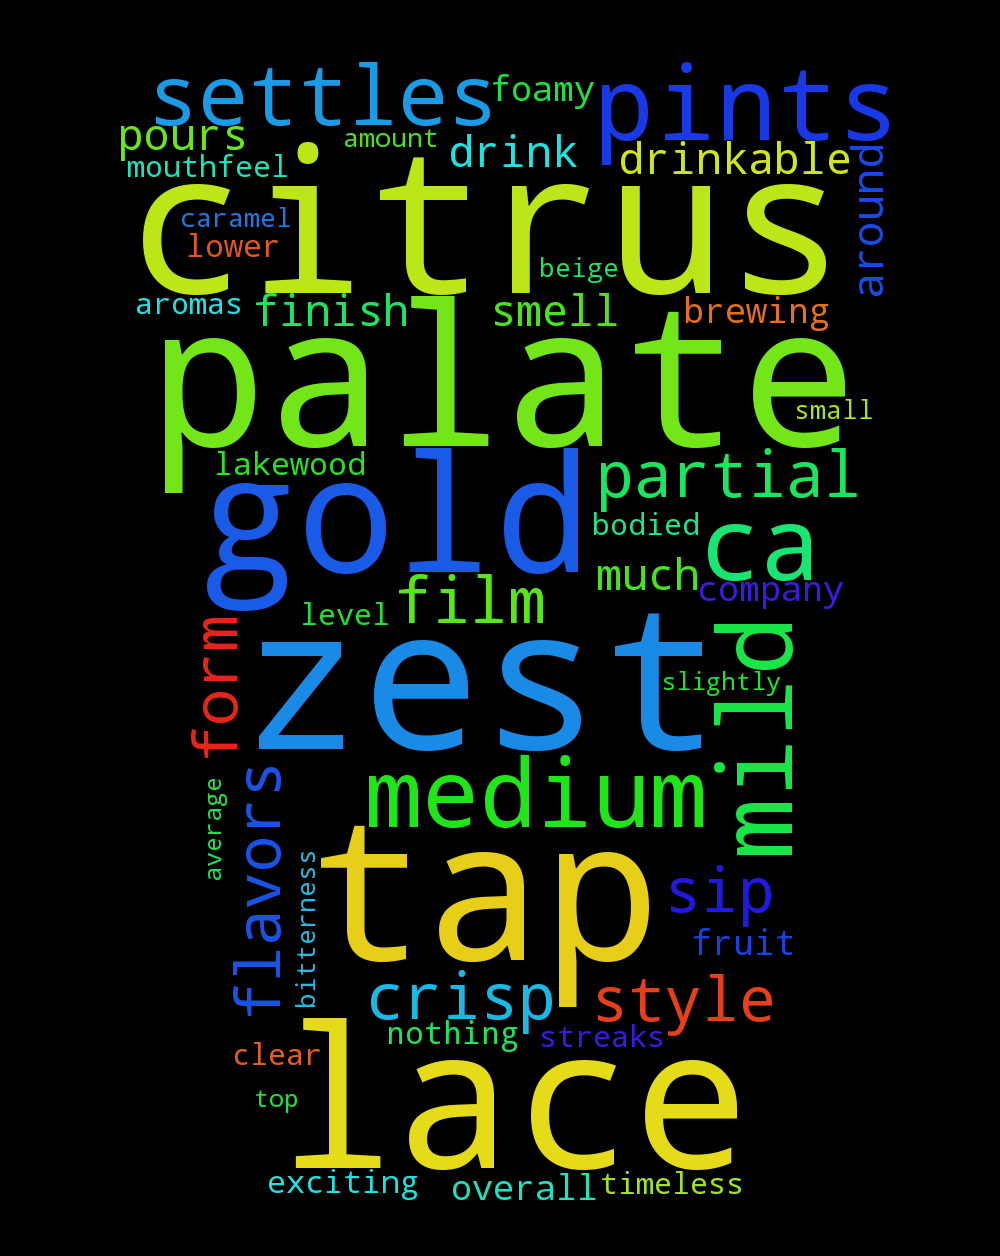 settles
foamy
pints
pours
amount
drink
drinkable
mouthfeel
around
citrus
caramel
lower
beige
aromas
finish
smell
brewing
palate
small
lakewood
gold
partial
bodied
ca
much
company
film
level
form
zest
mild
slightly
medium
flavors
average
tap
bitterness
sip
fruit
crisp
style
nothing
streaks
clear
lace
top
exciting
overall
timeless